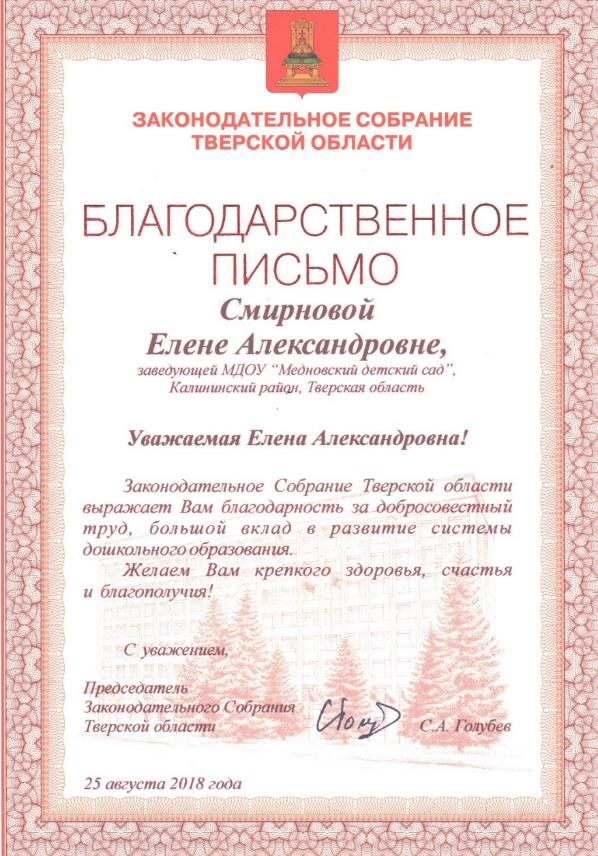 ЗАКОНОДАТЕЛЬНОЕ СОБРАНИЕ
ТВЕРСКОЙ ОБЛАСТИ
БЛАГОДАРСТВЕННОЕ
ПИСЬМО
Смирновой
Елене Александровне,
заведующей МДОУ “Медновский детский сад”,
Калининский район, Тверская область
Уважаемая Елена Александровна!
Законодательное Собрание Тверской области
выражает Вам благодарность за добросовестный
труд, большой вклад в развитие системы
дошкольного образования.
Желаем Вам крепкого здоровья, счастья
и благополучия!
С уважением,
Председатель
Законодательного Собрания
Тверской области
С.А. Голубев
25 августа 2018 года